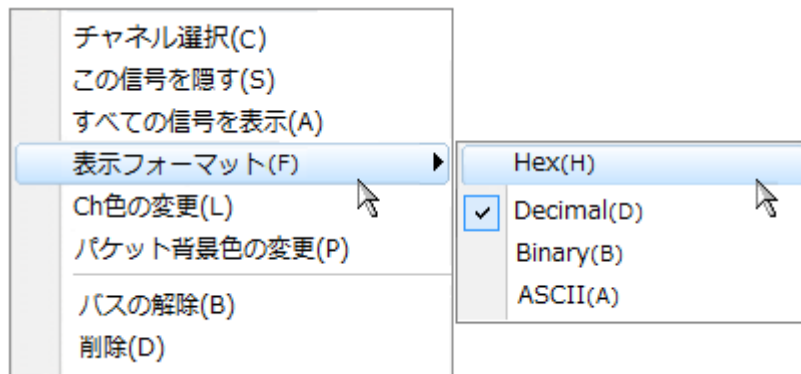 チャネル選択(C)
この信号を隠す(S)
すべての信号を表示(A)
表示フォーマット(F)
Ch色の変更(L)
パケット背景色の変更(P)
バスの解除(B)
削除(D)
Hex(H)
Decimal(D)
Binary(B)
ASCII(A)